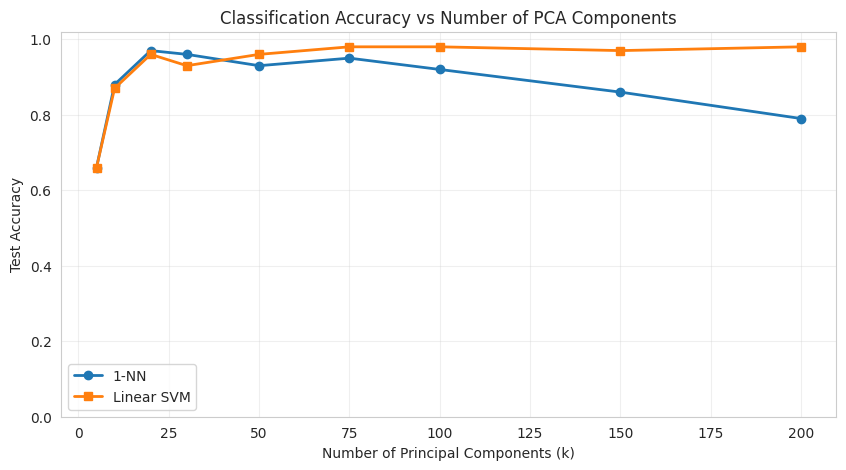 Classification Accuracy vs Number of PCA Components
Test Accuracy
1.0
0.8
0.6
0.4
0.2
0.0
1-NN
Linear SVM
0 25 50 75 100 125 150 175 200
Number of Principal Components (k)